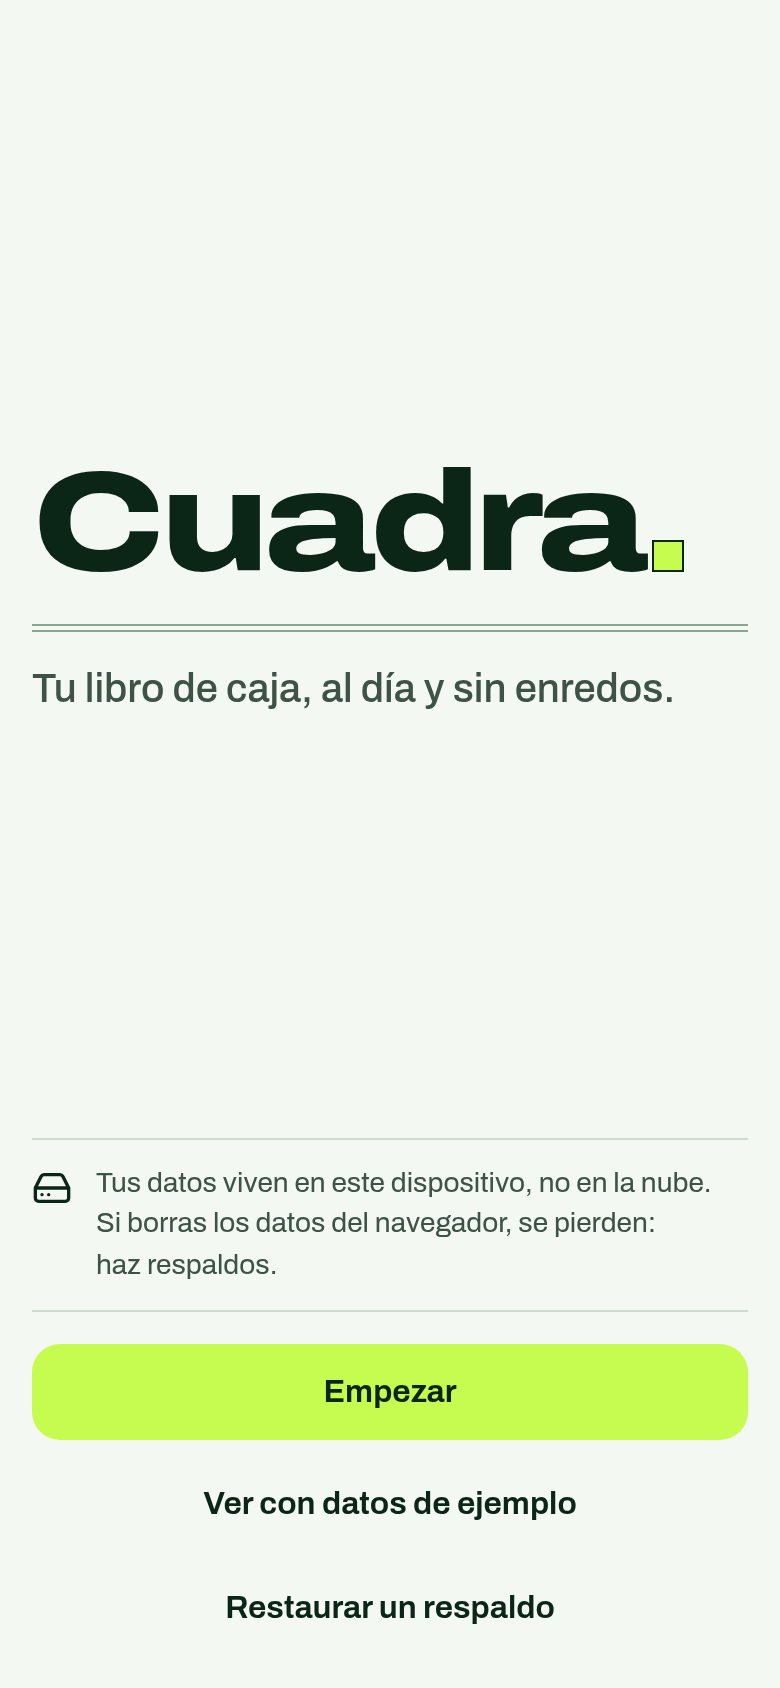 Cuadra.
Tu libro de caja, al día y sin enredos.
Tus datos viven en este dispositivo, no en la nube.
Si borras los datos del navegador, se pierden:
haz respaldos.
Empezar
Ver con datos de ejemplo
Restaurar un respaldo